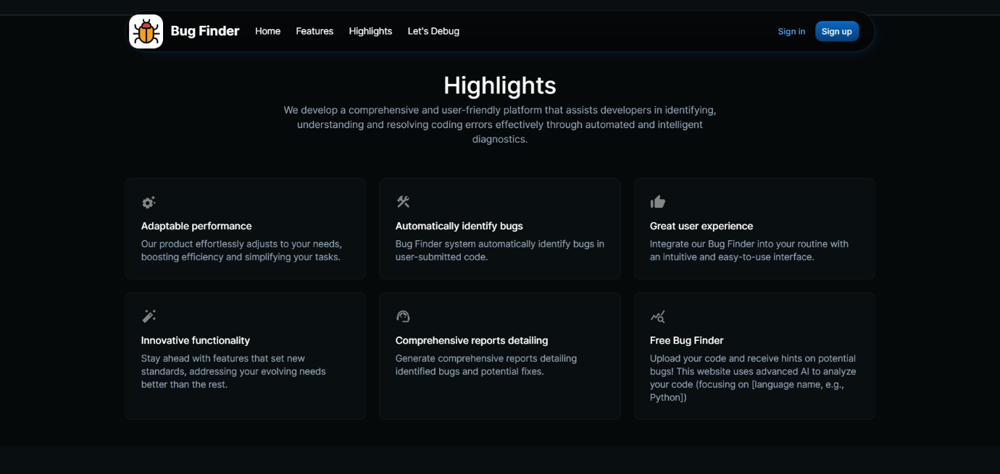 Bug Finder
Home
Features
Highlights
Let's Debug
Sign in
Sign up
Highlights
We develop a comprehensive and user-friendly platform that assists developers in identifying,
understanding and resolving coding errors effectively through automated and intelligent
diagnostics.
Adaptable performance
Our product effortlessly adjusts to your needs,
boosting efficiency and simplifying your tasks.
Automatically identify bugs
Bug Finder system automatically identify bugs in
user-submitted code.
Great user experience
Integrate our Bug Finder into your routine with
an intuitive and easy-to-use interface.
Innovative functionality
Stay ahead with features that set new
standards, addressing your evolving needs
better than the rest.
Comprehensive reports detailing
Generate comprehensive reports detailing
identified bugs and potential fixes.
Free Bug Finder
Upload your code and receive hints on potential
bugs! This website uses advanced AI to analyze
your code (focusing on [language name, e.g.,
Python])